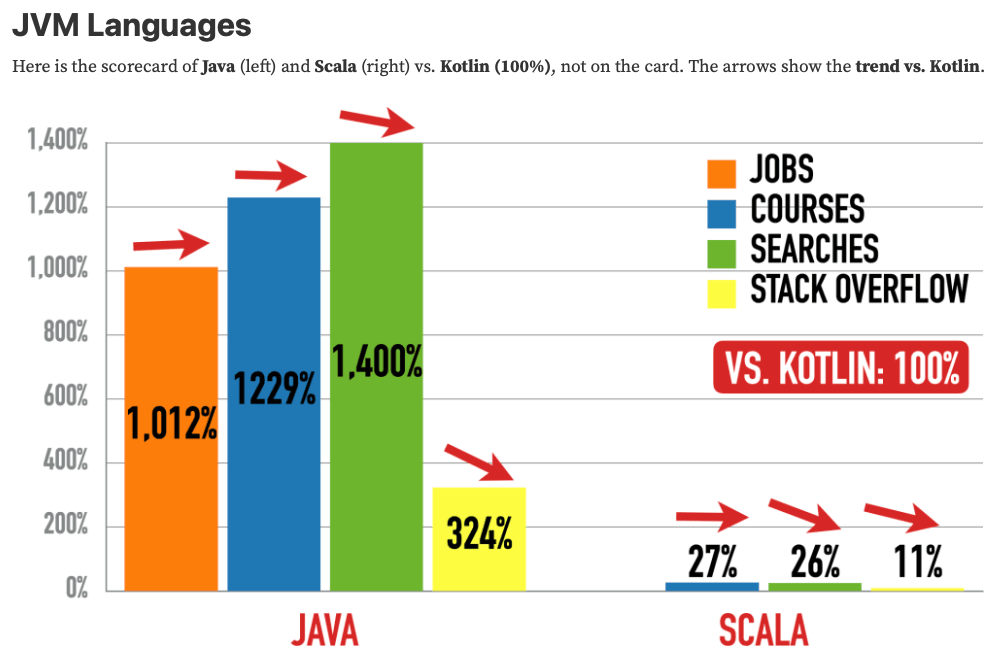 JVM Languages
Here is the scorecard of Java (left) and Scala (right) vs. Kotlin (100%), not on the card. The arrows show the trend vs. Kotlin.
1,400%
1,200%
1,000%
800%
600%
400%
200%
0%
1,012%
1229%
1,400%
324%
27%
26%
11%
JOBS
COURSES
SEARCHES
STACK OVERFLOW
VS. KOTLIN: 100%
JAVA
SCALA